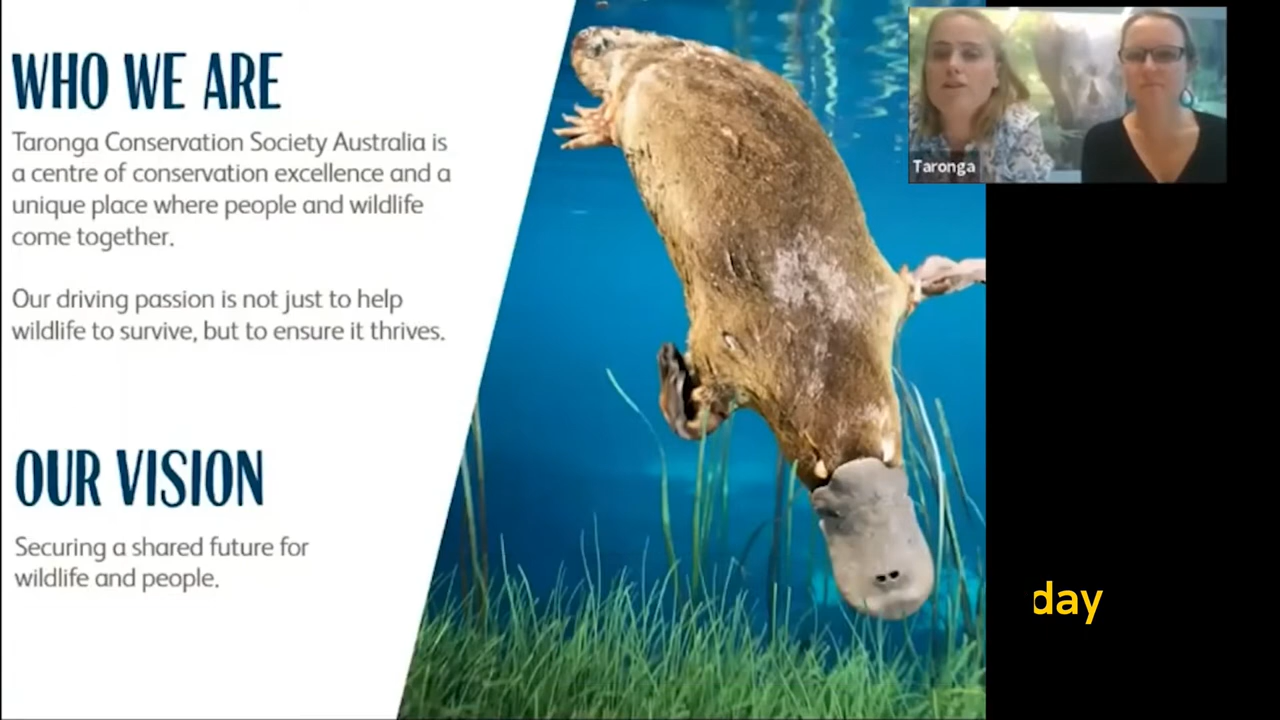 WHO WE ARE
Taronga Conservation Society Australia is
a centre of conservation excellence and a
unique place where people and wildlife
come together.
Our driving passion is not just to help
wildlife to survive, but to ensure it thrives.
OUR VISION
Securing a shared future for
wildlife and people.
Taronga
day